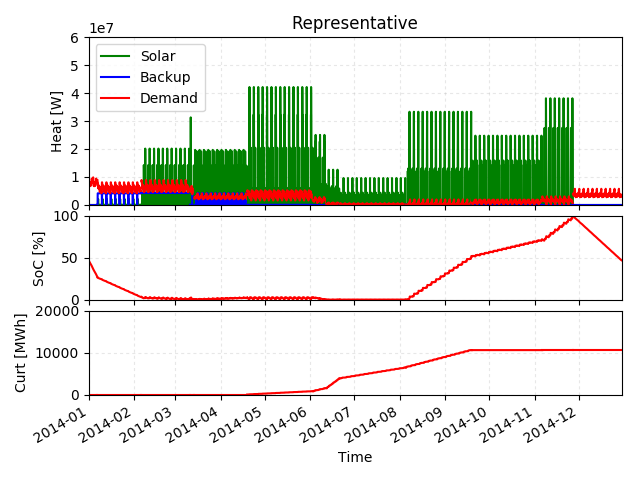 Representative
1e7
6
5
4
3
2
1
0
Heat [W]
Solar
Backup
Demand
100
50
0
SoC [%]
20000
10000
0
Curt [MWh]
2014-01
2014-02
2014-03
2014-04
2014-05
2014-06
2014-07
2014-08
2014-09
2014-10
2014-11
2014-12
Time